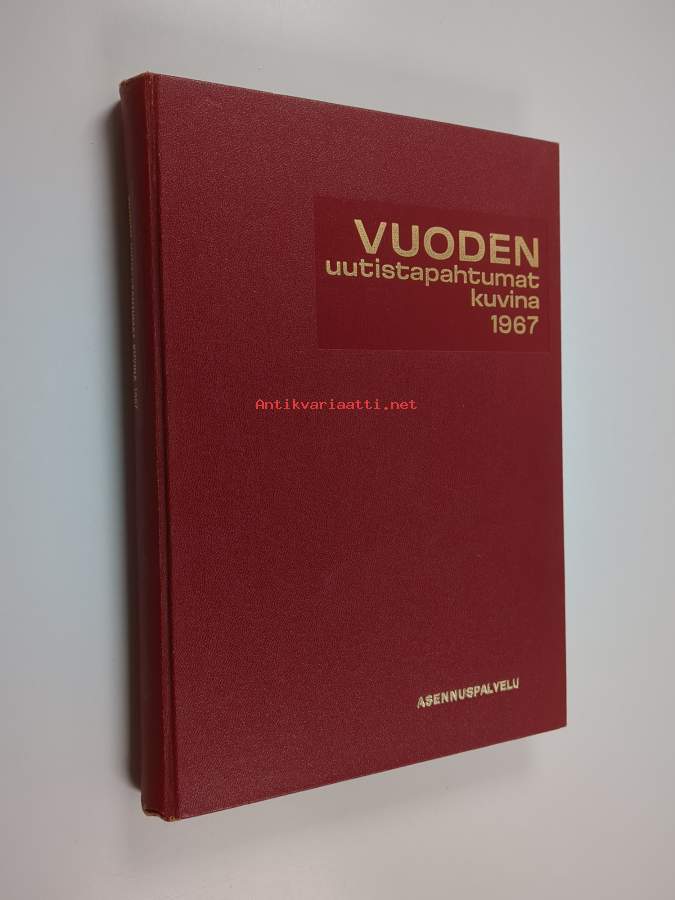 VUODEN
uutistapahtumat
kuvina
1967
Antikvariaatti.net
ASENNUSPALVELU